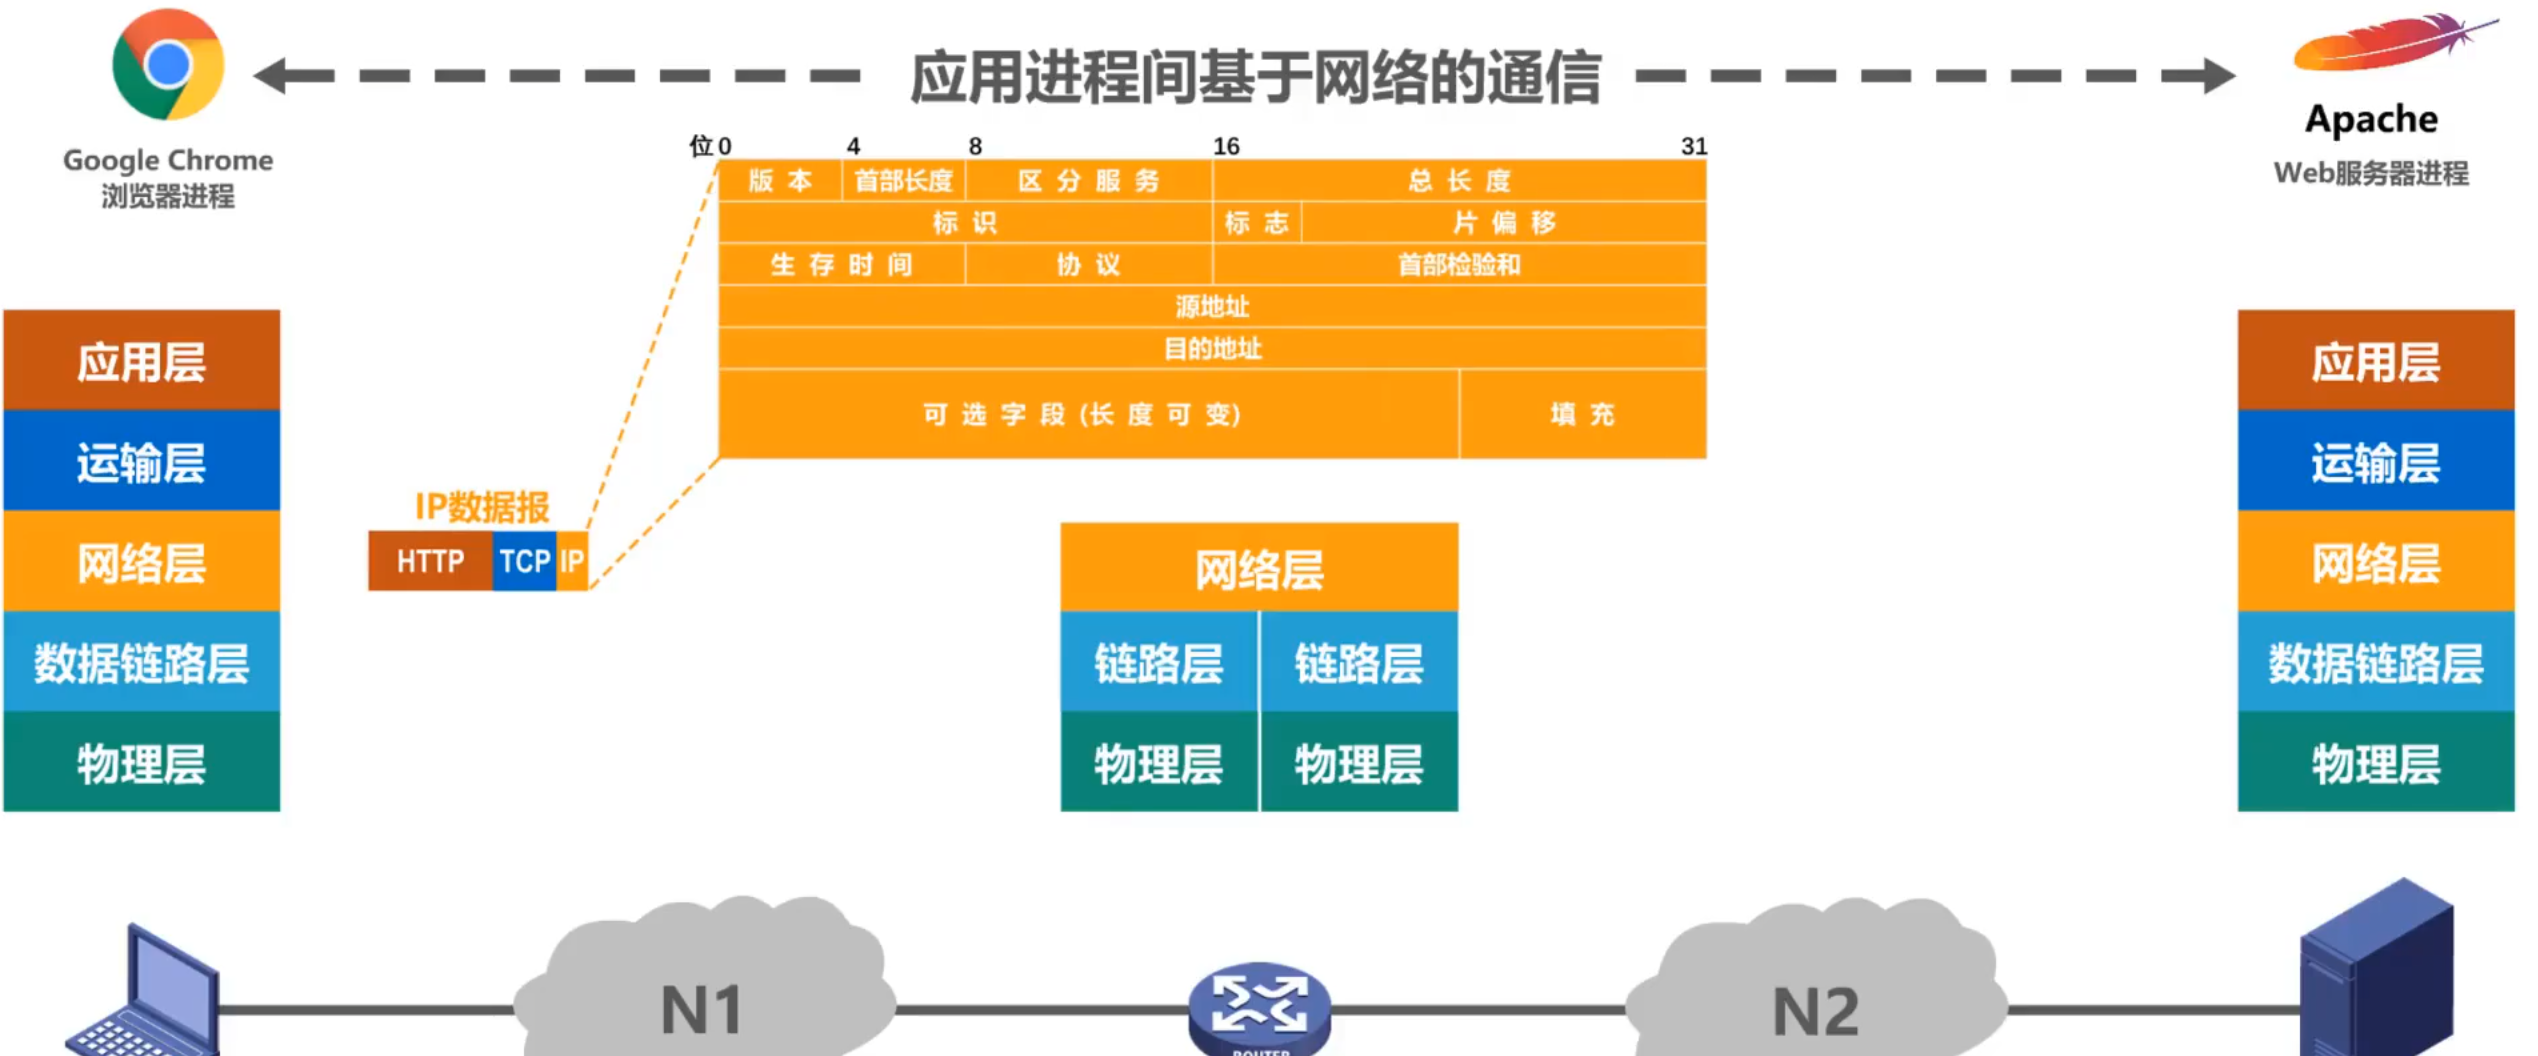 应用进程间基于网络的通信
Google Chrome
浏览器进程
Apache
Web服务器进程
位 0 4 8 16 31
版本 首部长度 区分服务 总长度
标识 标志 片偏移
生存时间 协议 首部检验和
源地址
目的地址
可选字段(长度可变) 填充
应用层
运输层
网络层
数据链路层
物理层
IP数据报
HTTP TCP IP
网络层
链路层 链路层
物理层 物理层
应用层
运输层
网络层
数据链路层
物理层
N1
ROUTER
N2